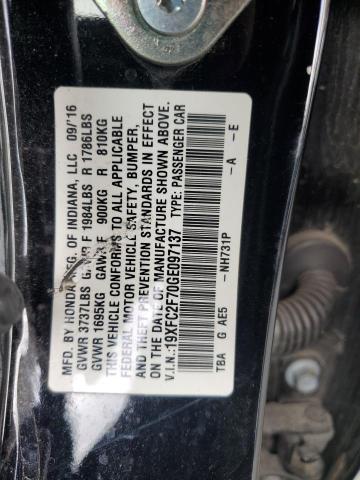 MFD. BY HONDA MFG. OF INDIANA, LLC 09/16
GVWR 3737LBS GAWR F 1984LBS R 1786LBS
GVWR 1695KG GAWR F 900KG R 810KG
THIS VEHICLE CONFORMS TO ALL APPLICABLE
FEDERAL MOTOR VEHICLE SAFETY, BUMPER,
AND THEFT PREVENTION STANDARDS IN EFFECT
ON THE DATE OF MANUFACTURE SHOWN ABOVE.
V.I.N.:19XFC2F70GE097137 TYPE: PASSENGER CAR
TBA G AE5 -NH731P -A -E